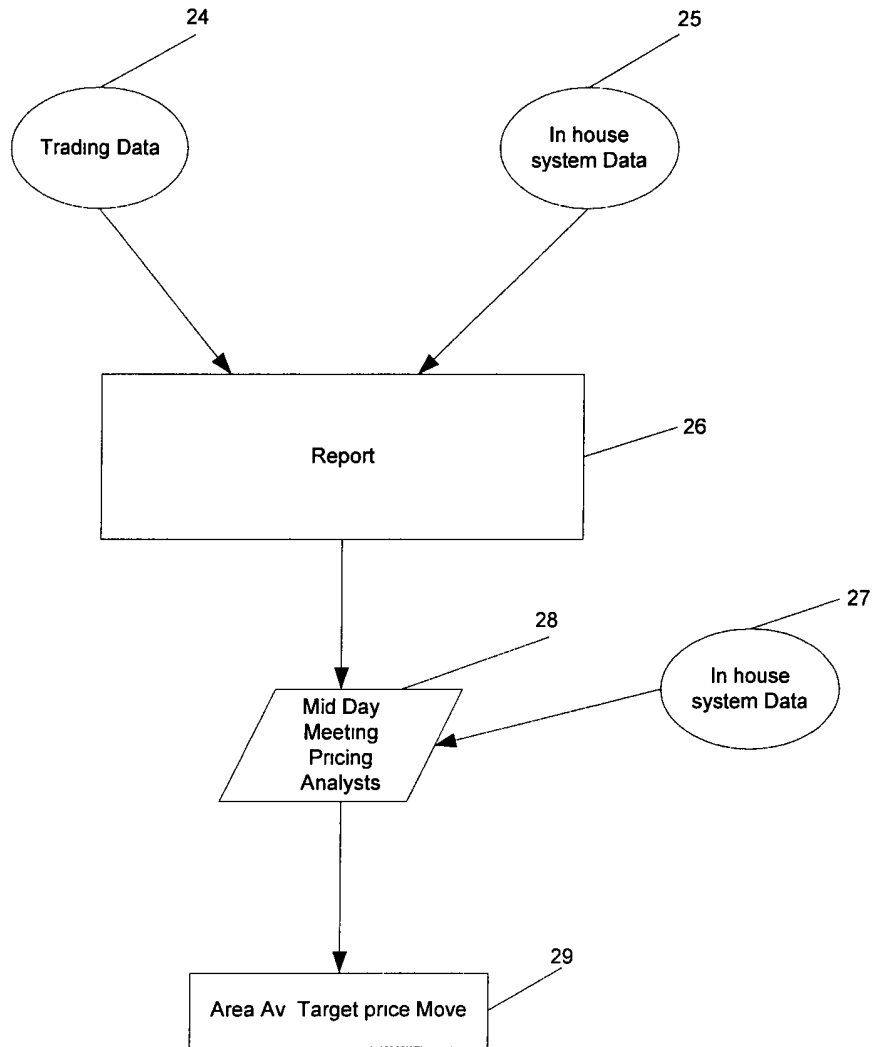 24
25
Trading Data
In house
system Data
Report
26
27
28
In house
system Data
Mid Day
Meeting
Pricing
Analysts
29
Area Av Target price Move